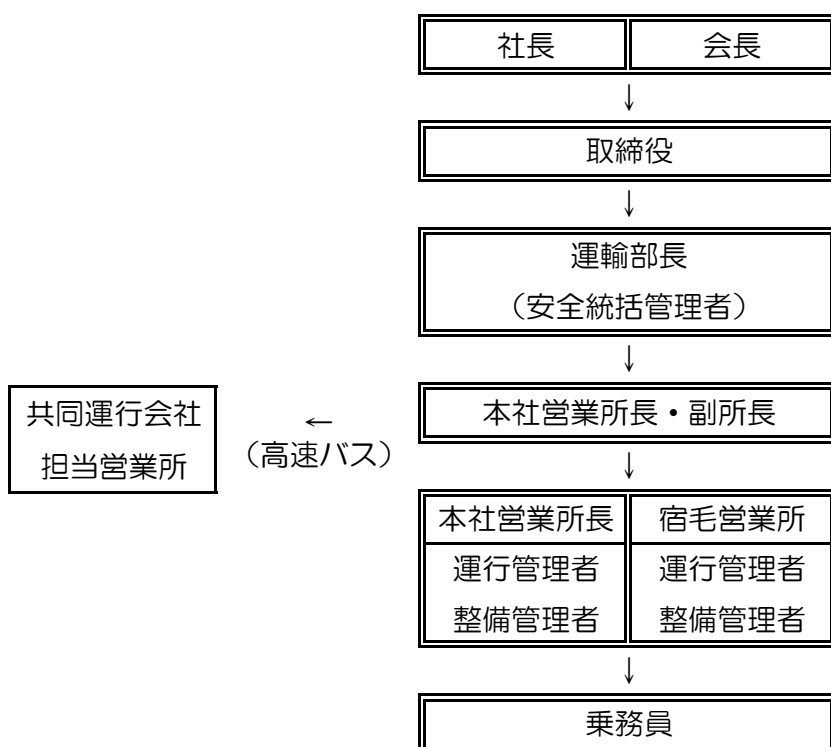 社長 会長
↓
取締役
↓
運輸部長
（安全統括管理者）
↓
共同運行会社
担当営業所
←
（高速バス）
本社営業所長・副所長
↓
本社営業所長 宿毛営業所
運行管理者 運行管理者
整備管理者 整備管理者
↓
乗務員